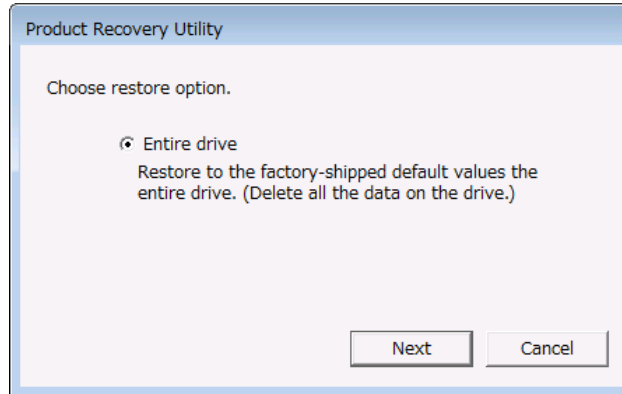 Product Recovery Utility
Choose restore option.
Entire drive
Restore to the factory-shipped default values the
entire drive. (Delete all the data on the drive.)
Next
Cancel